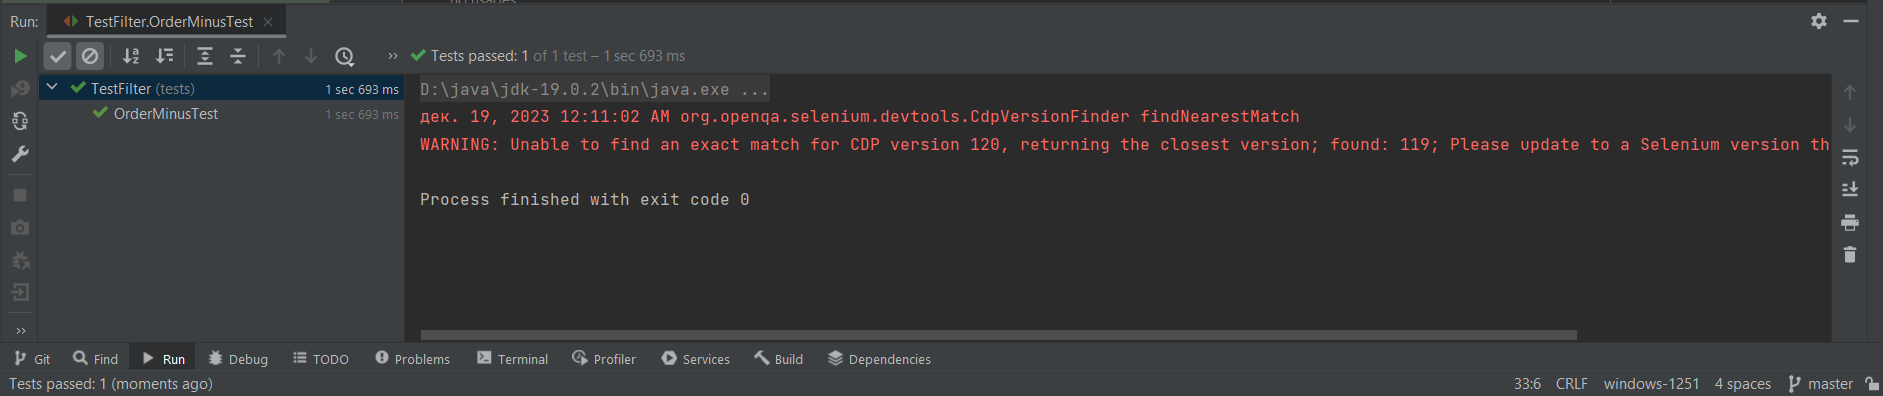 no usages
Run: TestFilter.OrderMinusTest
Tests passed: 1 of 1 test – 1 sec 693 ms
TestFilter (tests) 1 sec 693 ms
OrderMinusTest 1 sec 693 ms
D:\java\jdk-19.0.2\bin\java.exe ...
дек. 19, 2023 12:11:02 AM org.openqa.selenium.devtools.CdpVersionFinder findNearestMatch
WARNING: Unable to find an exact match for CDP version 120, returning the closest version; found: 119; Please update to a Selenium version th
Process finished with exit code 0
Git Find Run Debug TODO Problems Terminal Profiler Services Build Dependencies
Tests passed: 1 (moments ago) 33:6 CRLF windows-1251 4 spaces master